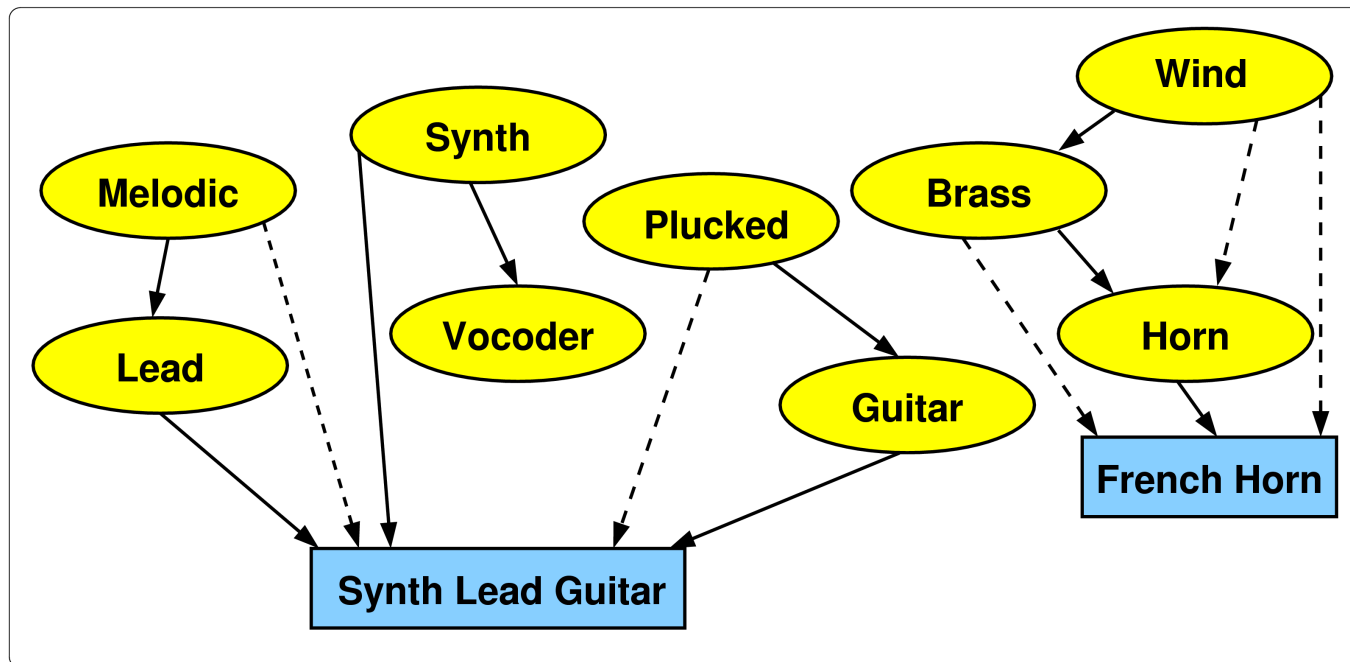 Wind
Synth
Melodic
Brass
Plucked
Vocoder
Horn
Lead
Guitar
French Horn
Synth Lead Guitar